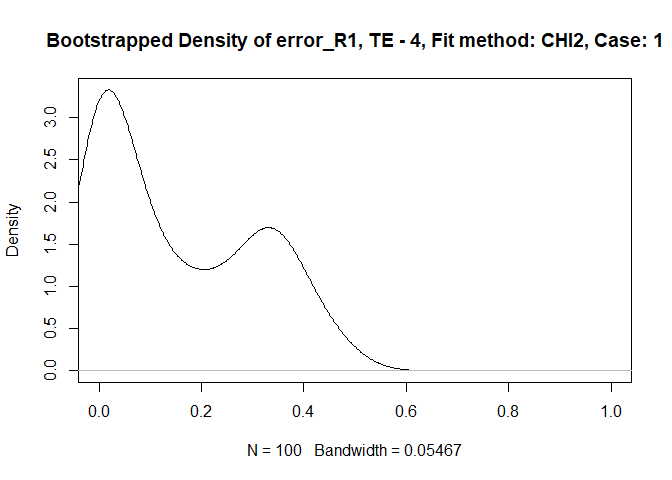 Bootstrapped Density of error_R1, TE - 4, Fit method: CHI2, Case: 1
Density
3.0
2.5
2.0
1.5
1.0
0.5
0.0
0.0 0.2 0.4 0.6 0.8 1.0
N = 100 Bandwidth = 0.05467